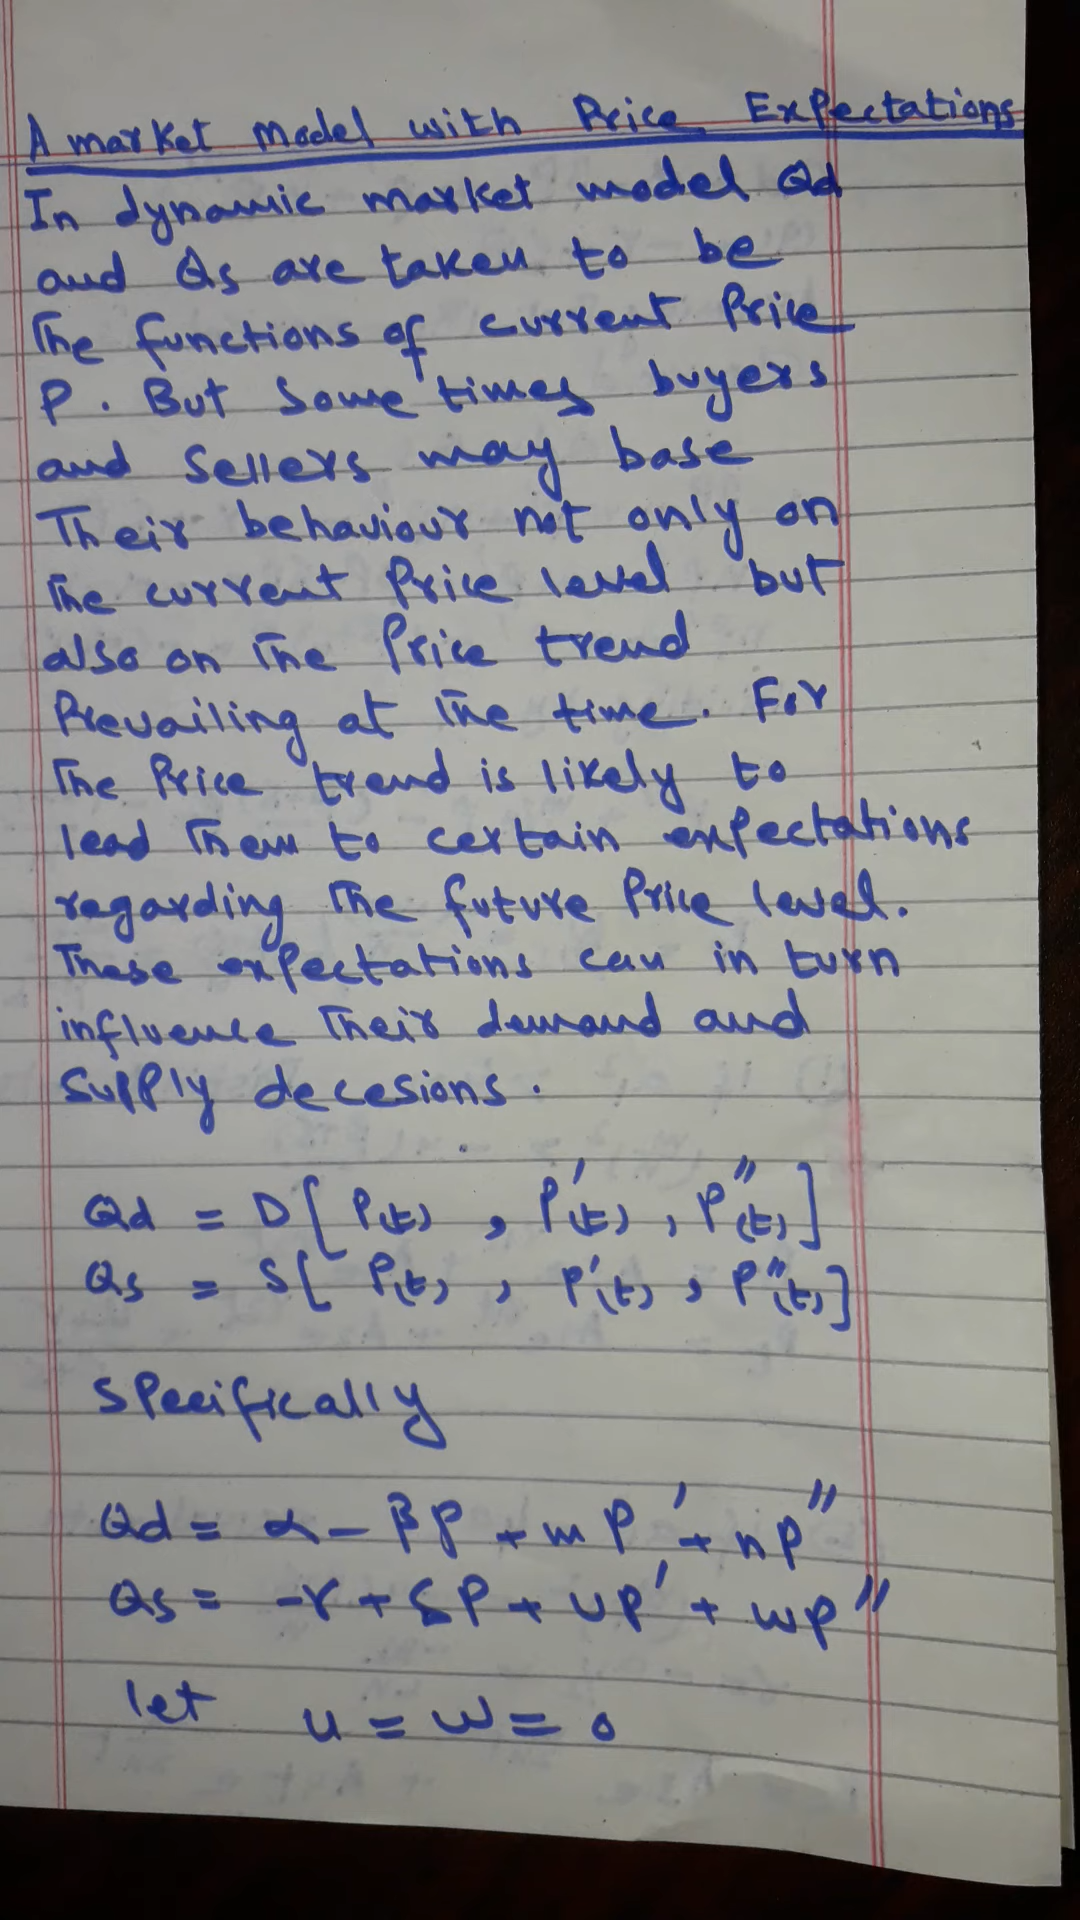 A market model with Price Expectations
In dynamic market model Qd
and Qs are taken to be
The functions of current Price
P. But Some times buyers
and Sellers may base
Their behaviour not only on
The current Price level but
also on The Price trend
Prevailing at The time. For
The Price trend is likely to
lead Them to certain expectations
regarding The future Price level.
These expectations can in turn
influence Their demand and
Supply decesions.
Qd = D[ P(t) , P'(t) , P"(t)]
Qs = S[ P(t) , P'(t) , P"(t)]
Specifically
Qd = α - βP + mP' + nP"
Qs = -γ + δP + uP' + wP"
let u = w = 0